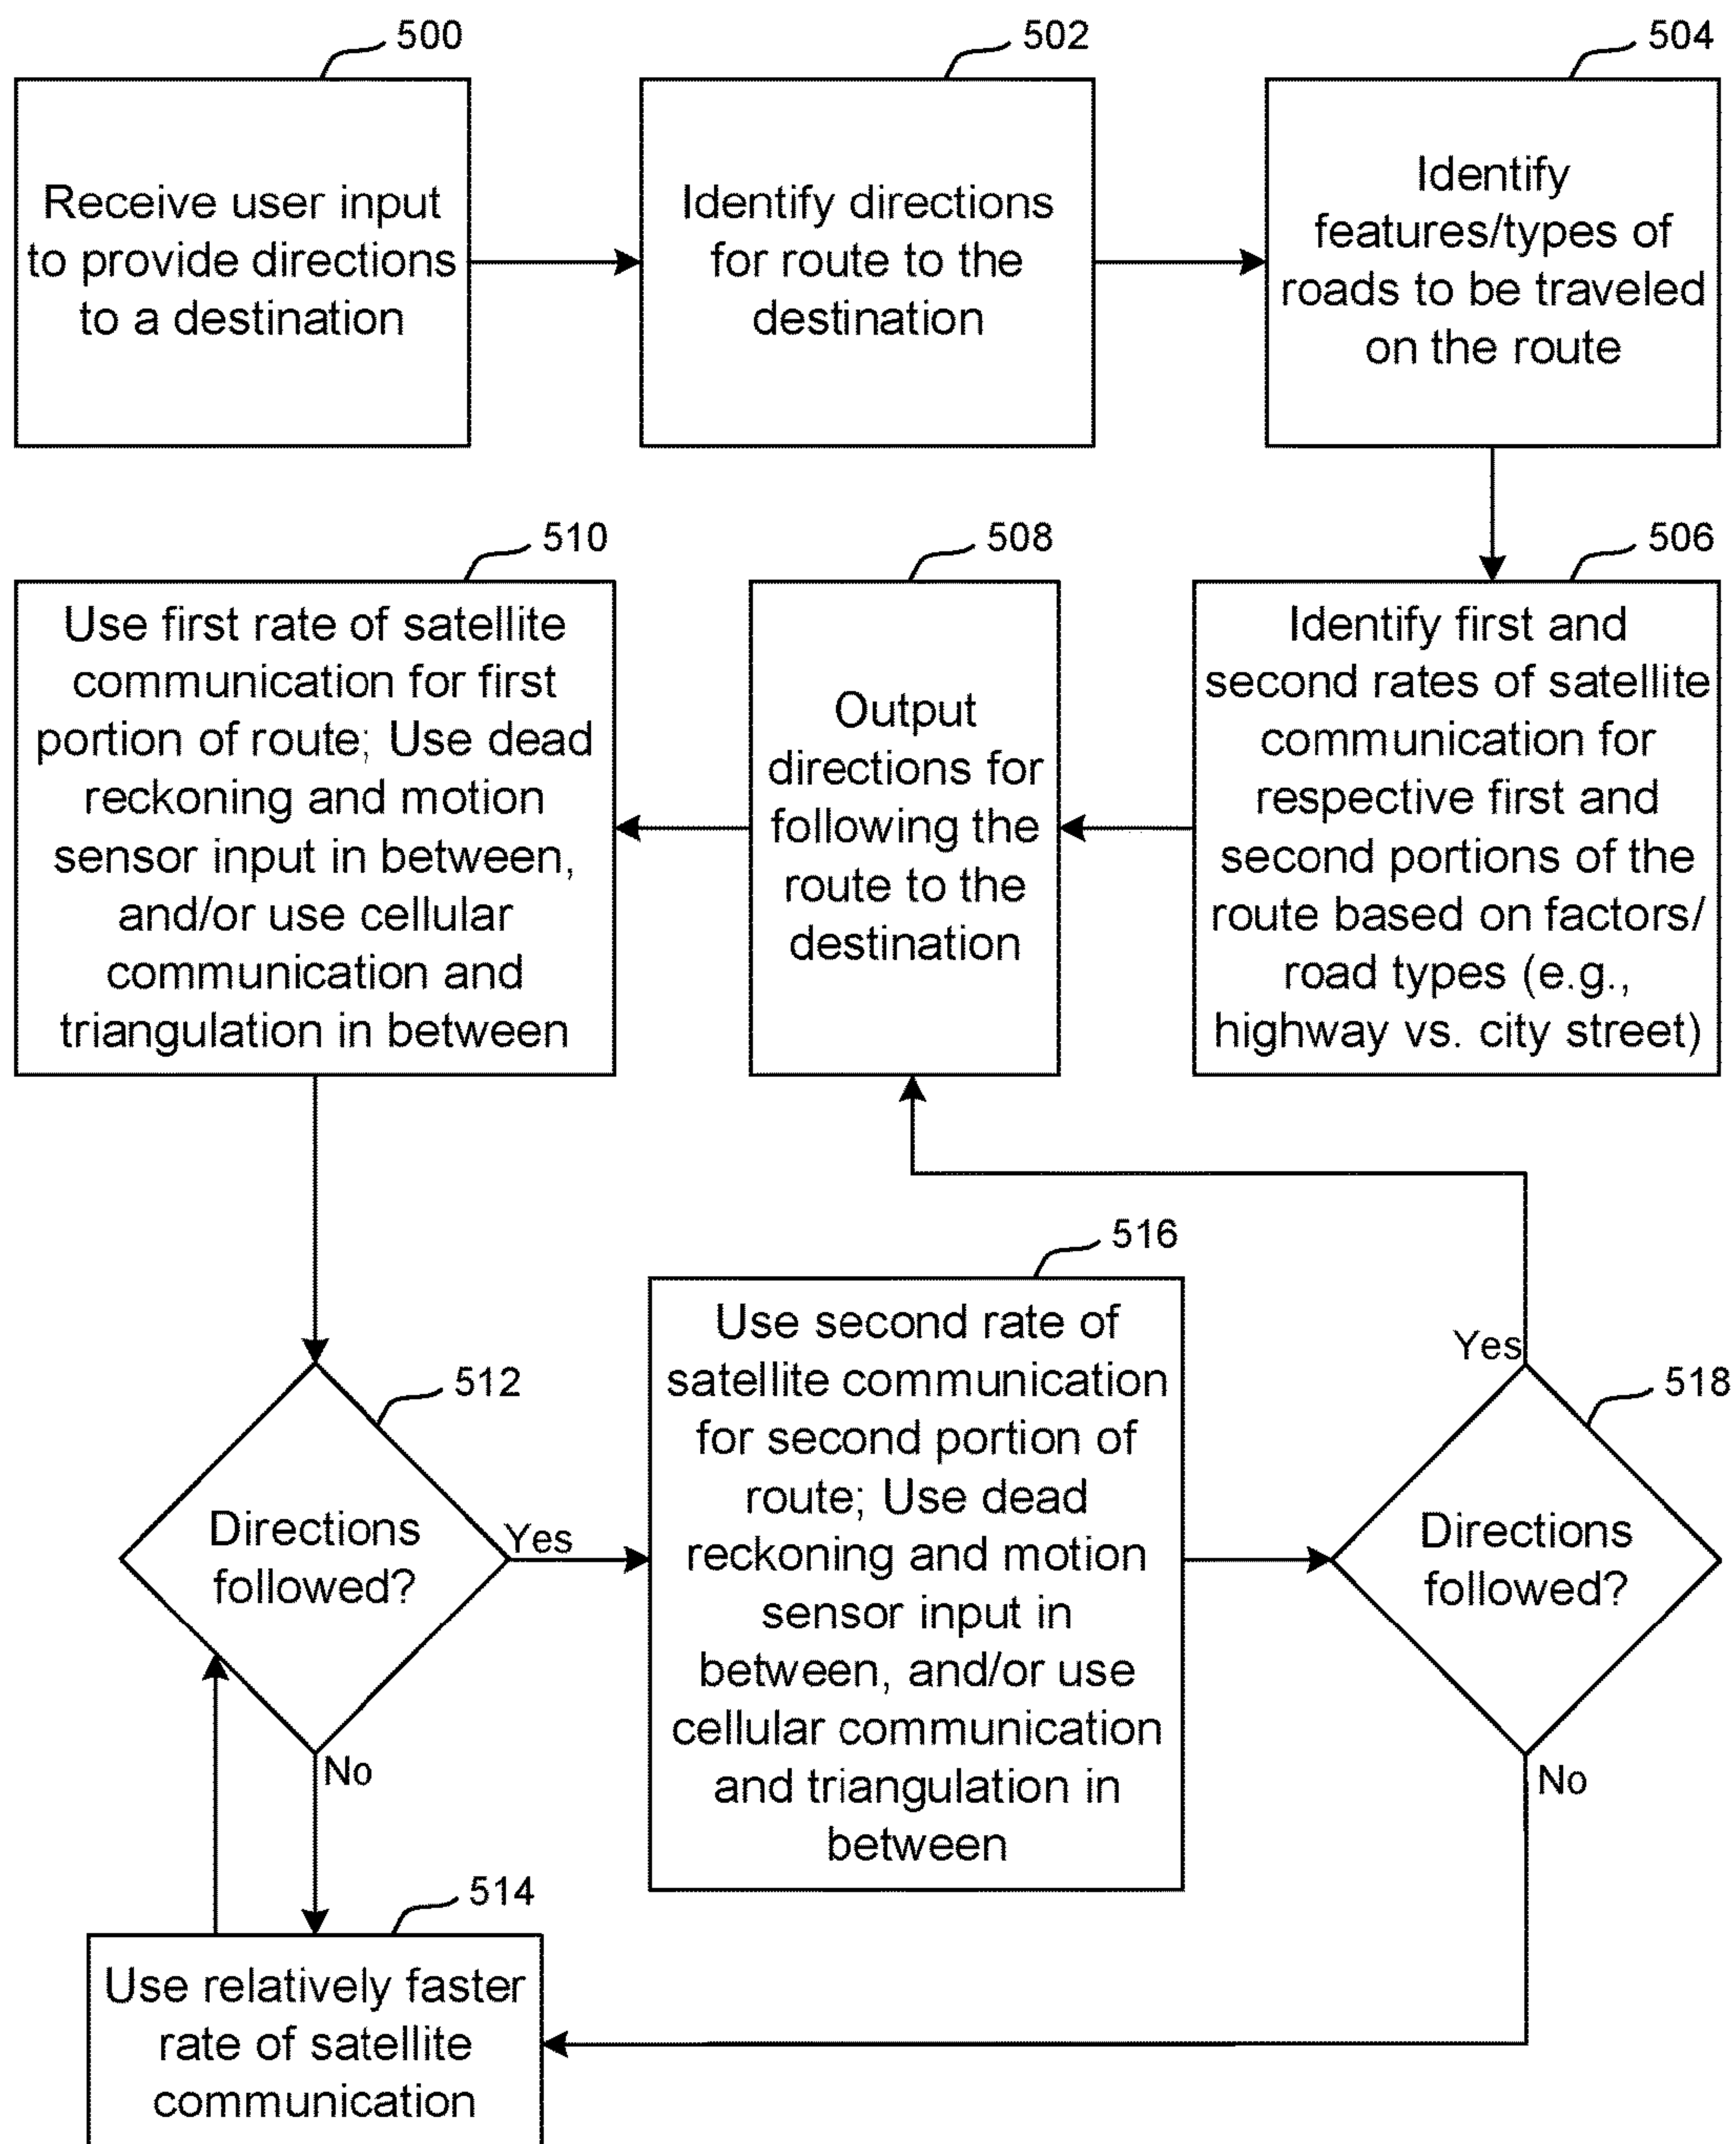 500
Receive user input
to provide directions
to a destination
502
Identify directions
for route to the
destination
504
Identify
features/types of
roads to be traveled
on the route
506
Identify first and
second rates of satellite
communication for
respective first and
second portions of the
route based on factors/
road types (e.g.,
highway vs. city street)
508
Output
directions for
following the
route to the
destination
510
Use first rate of satellite
communication for first
portion of route; Use dead
reckoning and motion
sensor input in between,
and/or use cellular
communication and
triangulation in between
512
Directions
followed?
Yes
No
514
Use relatively faster
rate of satellite
communication
516
Use second rate of
satellite communication
for second portion of
route; Use dead
reckoning and motion
sensor input in
between, and/or use
cellular communication
and triangulation in
between
518
Directions
followed?
Yes
No